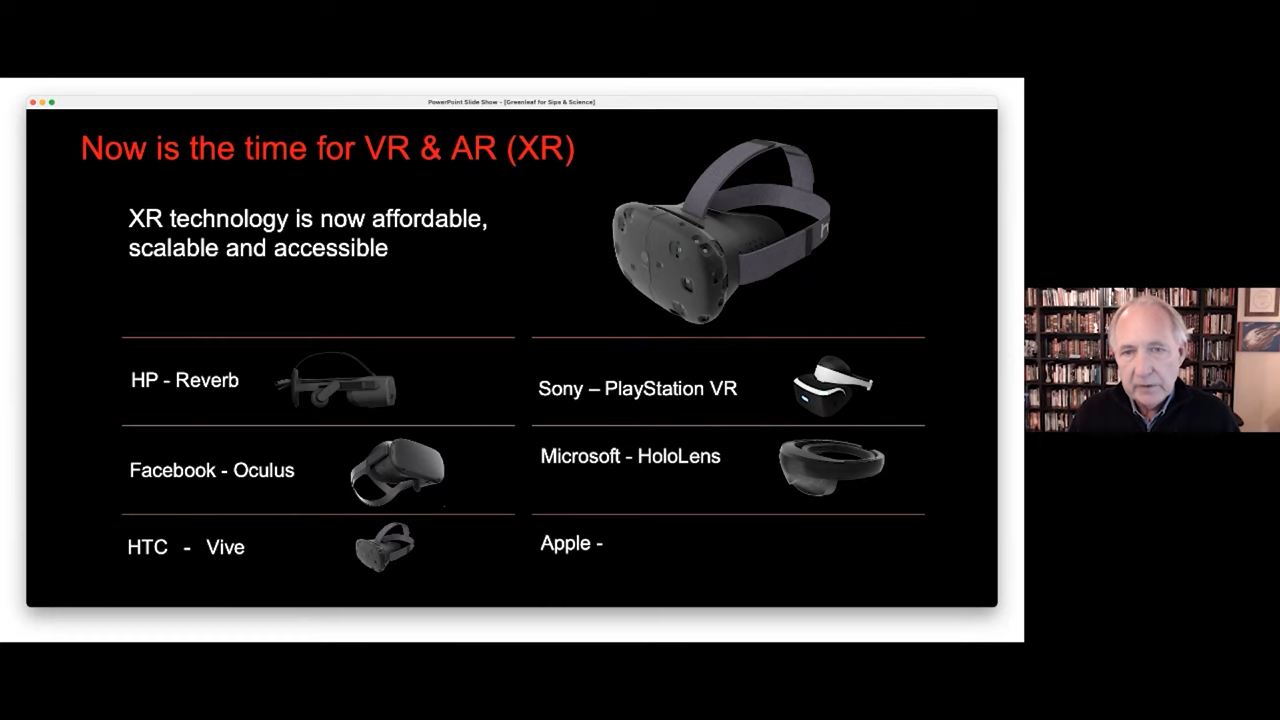 PowerPoint Slide Show - [Greenleaf for Sips & Science]
Now is the time for VR & AR (XR)
XR technology is now affordable,
scalable and accessible
HP - Reverb
Sony – PlayStation VR
Facebook - Oculus
Microsoft - HoloLens
HTC - Vive
Apple -